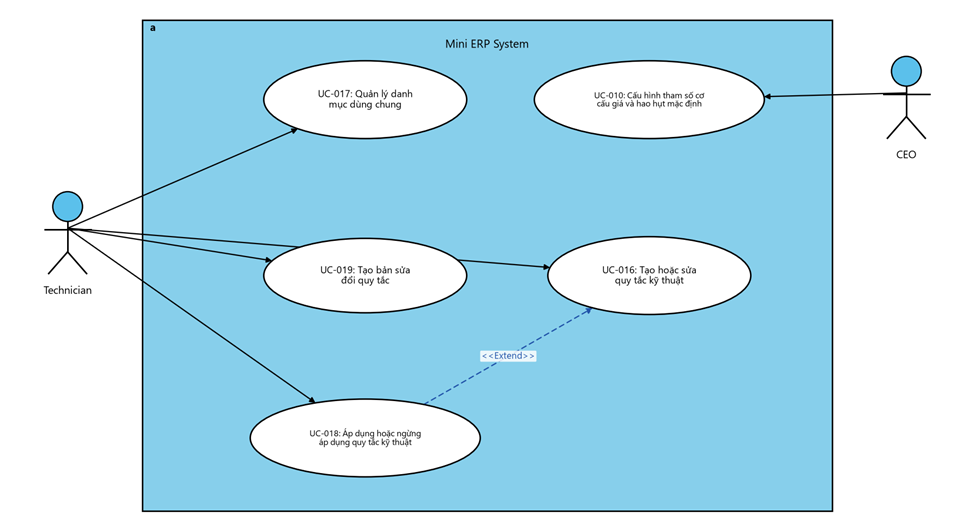 a
Mini ERP System
UC-017: Quản lý danh
mục dùng chung
UC-010: Cấu hình tham số cơ
cấu giá và hao hụt mặc định
CEO
Technician
UC-019: Tạo bản sửa
đổi quy tắc
UC-016: Tạo hoặc sửa
quy tắc kỹ thuật
<<Extend>>
UC-018: Áp dụng hoặc ngừng
áp dụng quy tắc kỹ thuật